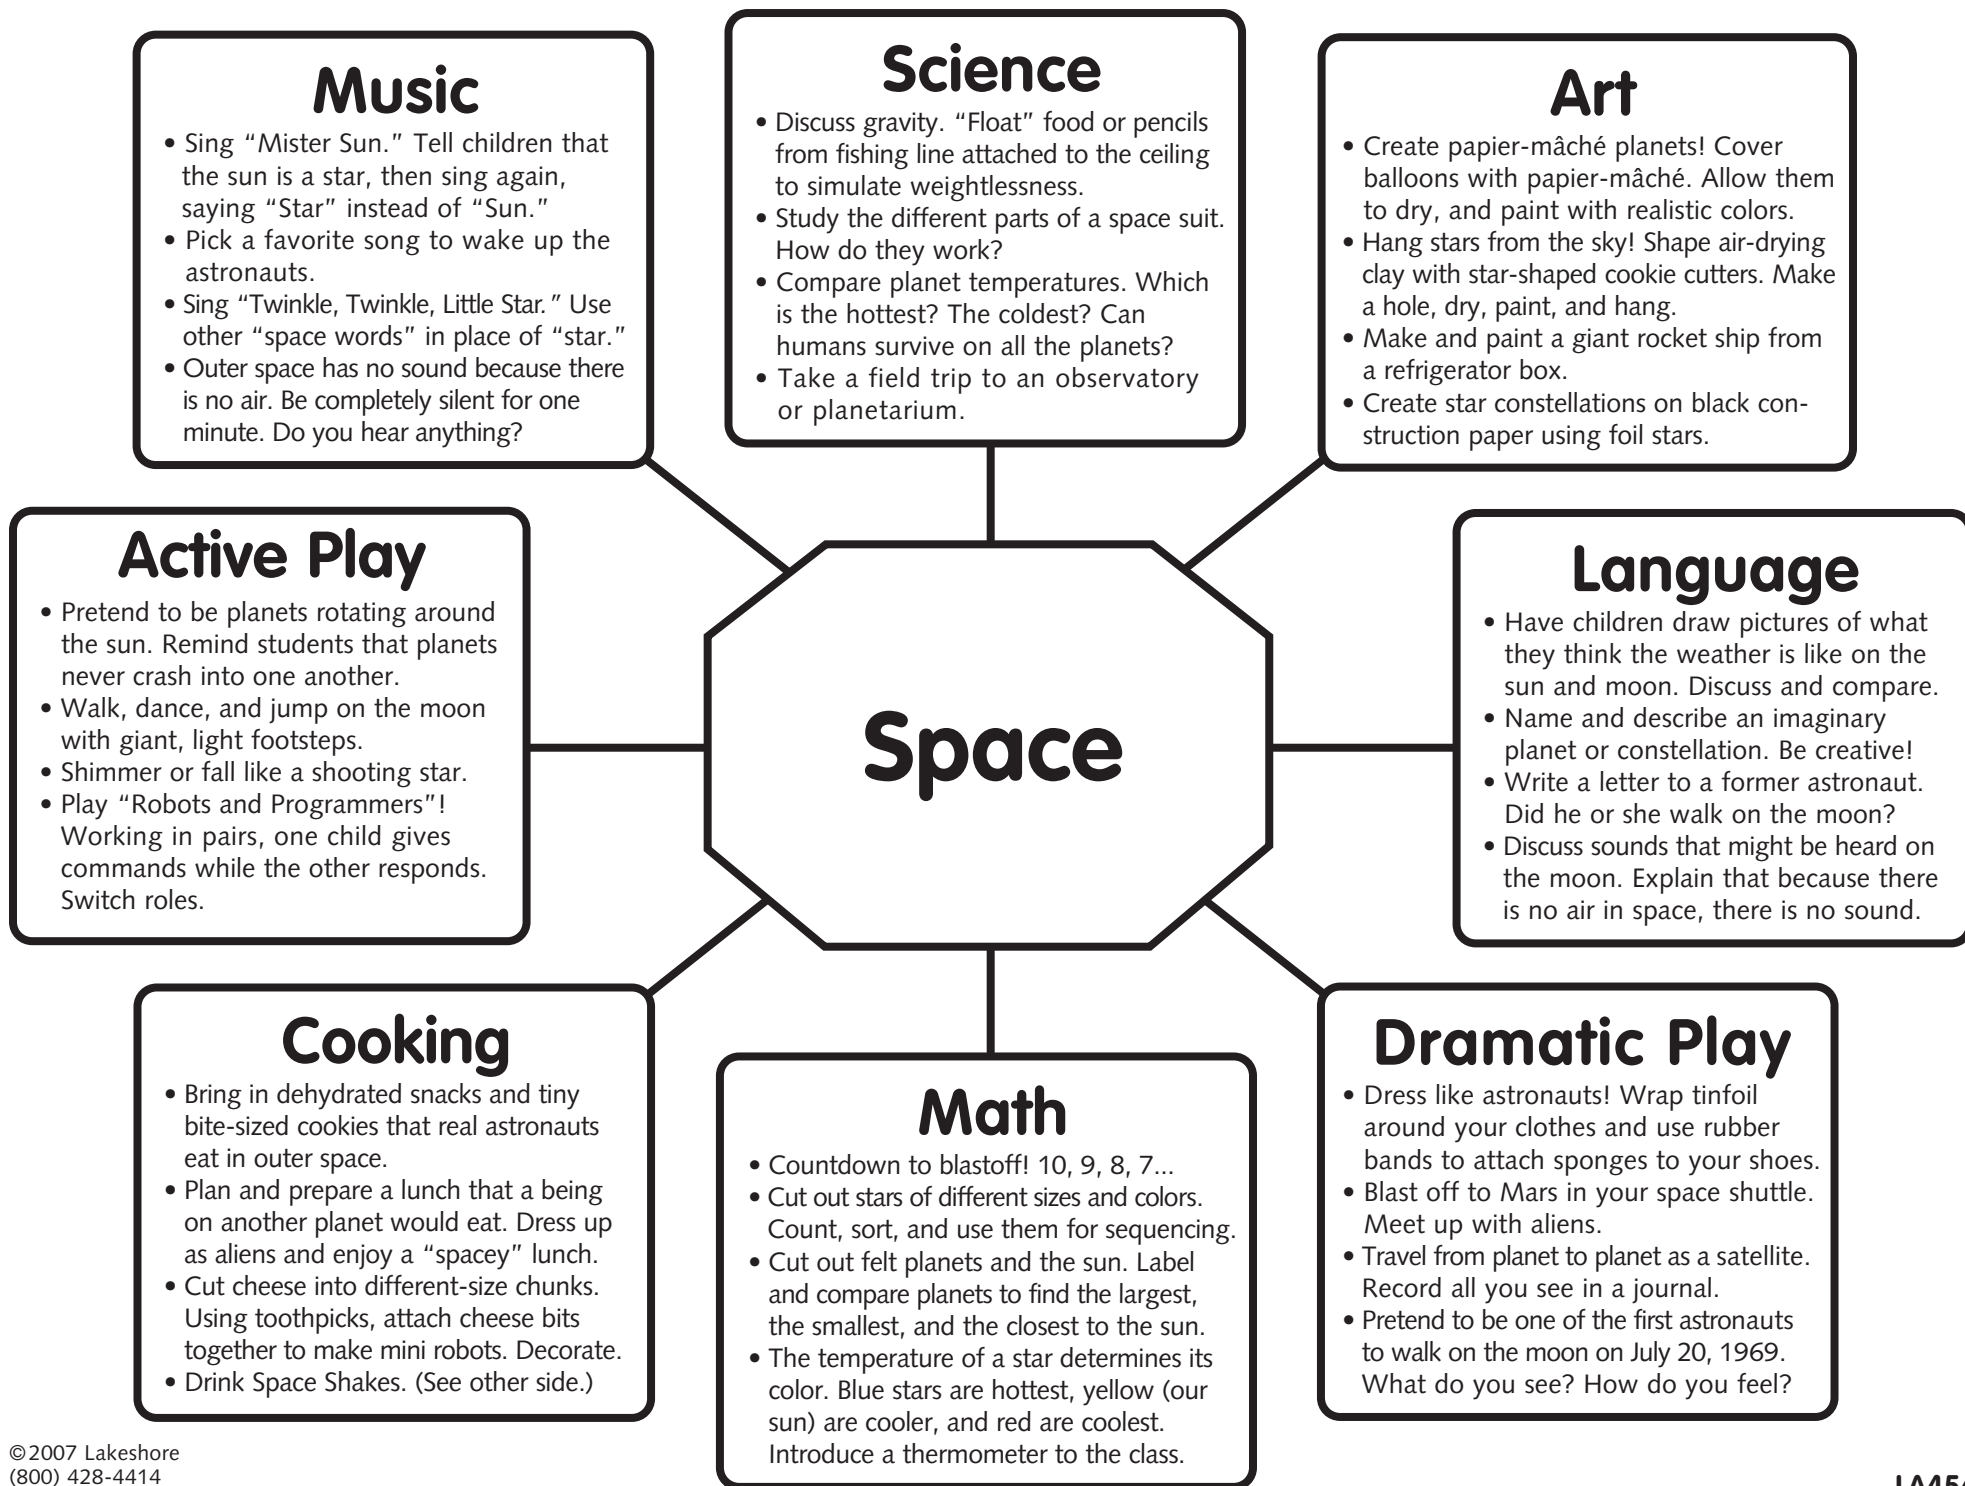 Music
• Sing “Mister Sun.” Tell children that
the sun is a star, then sing again,
saying “Star” instead of “Sun.”
• Pick a favorite song to wake up the
astronauts.
• Sing “Twinkle, Twinkle, Little Star.” Use
other “space words” in place of “star.”
• Outer space has no sound because there
is no air. Be completely silent for one
minute. Do you hear anything?
Science
• Discuss gravity. “Float” food or pencils
from fishing line attached to the ceiling
to simulate weightlessness.
• Study the different parts of a space suit.
How do they work?
• Compare planet temperatures. Which
is the hottest? The coldest? Can
humans survive on all the planets?
• Take a field trip to an observatory
or planetarium.
Art
• Create papier-mâché planets! Cover
balloons with papier-mâché. Allow them
to dry, and paint with realistic colors.
• Hang stars from the sky! Shape air-drying
clay with star-shaped cookie cutters. Make
a hole, dry, paint, and hang.
• Make and paint a giant rocket ship from
a refrigerator box.
• Create star constellations on black con-
struction paper using foil stars.
Active Play
• Pretend to be planets rotating around
the sun. Remind students that planets
never crash into one another.
• Walk, dance, and jump on the moon
with giant, light footsteps.
• Shimmer or fall like a shooting star.
• Play “Robots and Programmers”!
Working in pairs, one child gives
commands while the other responds.
Switch roles.
Space
Language
• Have children draw pictures of what
they think the weather is like on the
sun and moon. Discuss and compare.
• Name and describe an imaginary
planet or constellation. Be creative!
• Write a letter to a former astronaut.
Did he or she walk on the moon?
• Discuss sounds that might be heard on
the moon. Explain that because there
is no air in space, there is no sound.
Cooking
• Bring in dehydrated snacks and tiny
bite-sized cookies that real astronauts
eat in outer space.
• Plan and prepare a lunch that a being
on another planet would eat. Dress up
as aliens and enjoy a “spacey” lunch.
• Cut cheese into different-size chunks.
Using toothpicks, attach cheese bits
together to make mini robots. Decorate.
• Drink Space Shakes. (See other side.)
Math
• Countdown to blastoff! 10, 9, 8, 7...
• Cut out stars of different sizes and colors.
Count, sort, and use them for sequencing.
• Cut out felt planets and the sun. Label
and compare planets to find the largest,
the smallest, and the closest to the sun.
• The temperature of a star determines its
color. Blue stars are hottest, yellow (our
sun) are cooler, and red are coolest.
Introduce a thermometer to the class.
Dramatic Play
• Dress like astronauts! Wrap tinfoil
around your clothes and use rubber
bands to attach sponges to your shoes.
• Blast off to Mars in your space shuttle.
Meet up with aliens.
• Travel from planet to planet as a satellite.
Record all you see in a journal.
• Pretend to be one of the first astronauts
to walk on the moon on July 20, 1969.
What do you see? How do you feel?
©2007 Lakeshore
(800) 428-4414